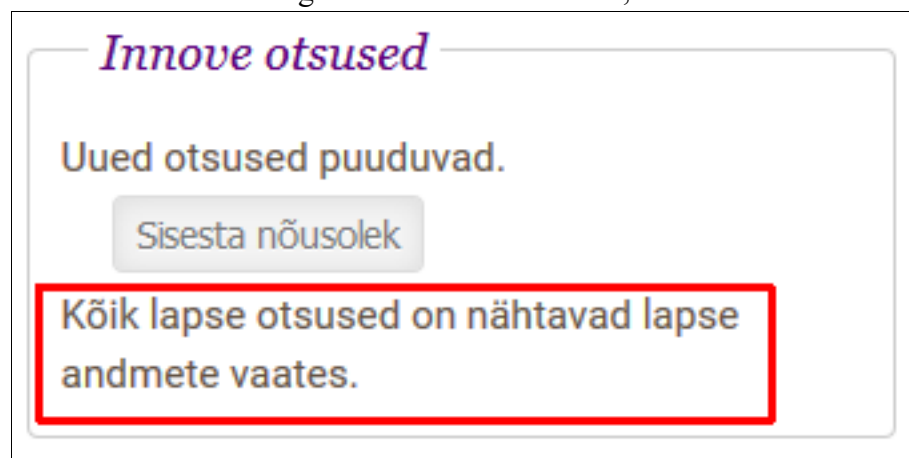 Innove otsused
Uued otsused puuduvad.
Sisesta nõusolek
Kõik lapse otsused on nähtavad lapse
andmete vaates.